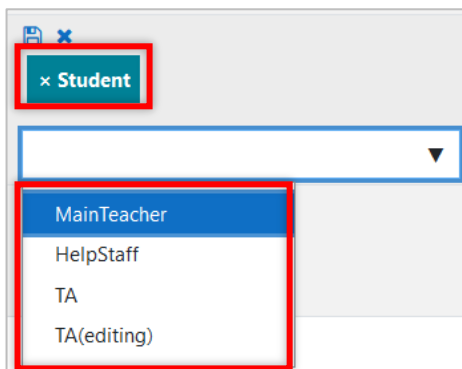 × Student
MainTeacher
HelpStaff
TA
TA(editing)